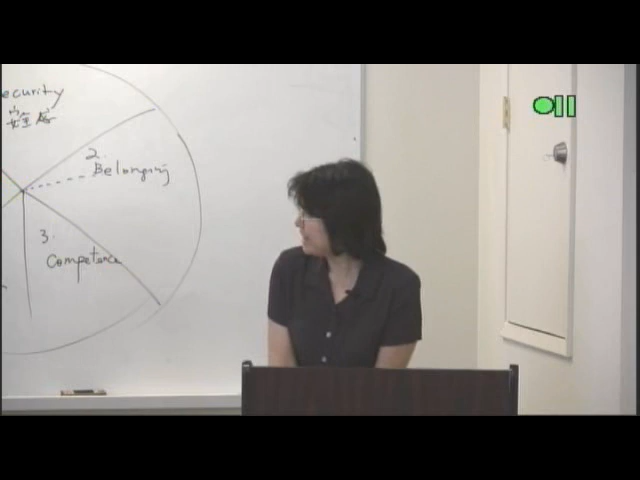 ecurity
安全感
2.
Belonging
3.
Competence